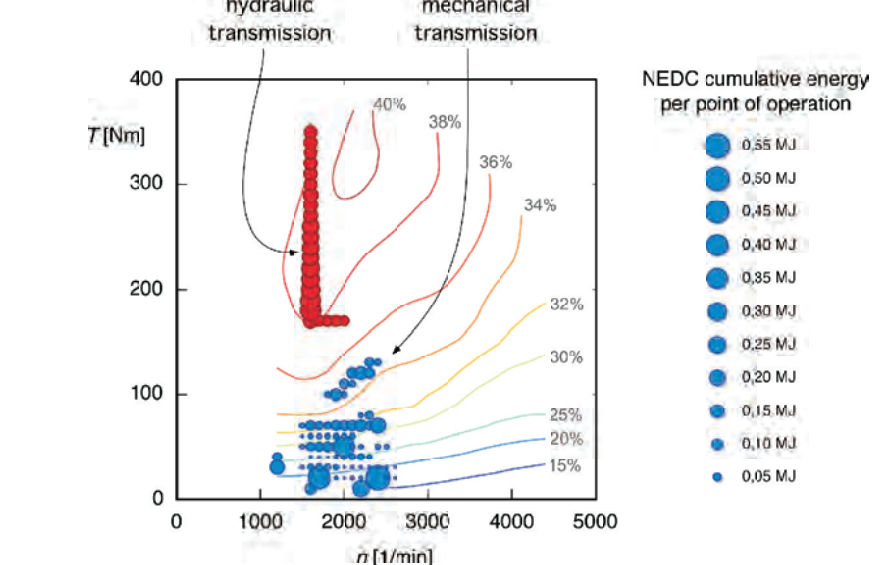 hydraulic
transmission
mechanical
transmission
400
T [Nm]
300
200
100
0
0
1000
2000
3000
4000
5000
n [1/min]
40%
38%
36%
34%
32%
30%
25%
20%
15%
NEDC cumulative energy
per point of operation
0,55 MJ
0,50 MJ
0,45 MJ
0,40 MJ
0,35 MJ
0,30 MJ
0,25 MJ
0,20 MJ
0,15 MJ
0,10 MJ
0,05 MJ